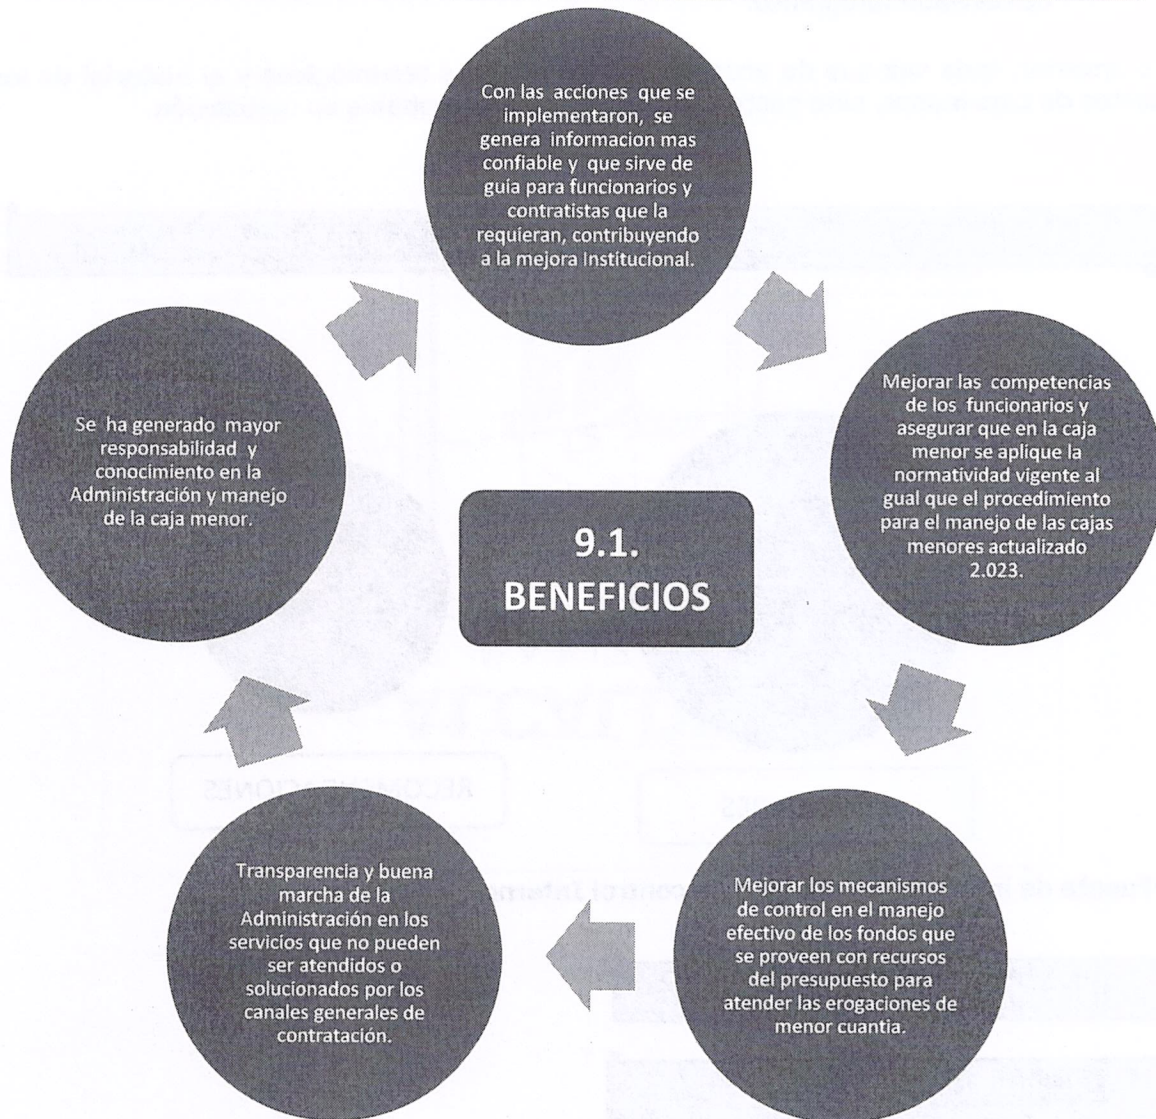 Con las acciones que se
implementaron, se
genera informacion mas
confiable y que sirve de
guía para funcionarios y
contratistas que la
requieran, contribuyendo
a la mejora Institucional.
Mejorar las competencias
de los funcionarios y
asegurar que en la caja
menor se aplique la
normatividad vigente al
gual que el procedimiento
para el manejo de las cajas
menores actualizado
2.023.
Mejorar los mecanismos
de control en el manejo
efectivo de los fondos que
se proveen con recursos
del presupuesto para
atender las erogaciones de
menor cuantia.
Transparencia y buena
marcha de la
Administración en los
servicios que no pueden
ser atendidos o
solucionados por los
canales generales de
contratación.
Se ha generado mayor
responsabilidad y
conocimiento en la
Administración y manejo
de la caja menor.
9.1.
BENEFICIOS